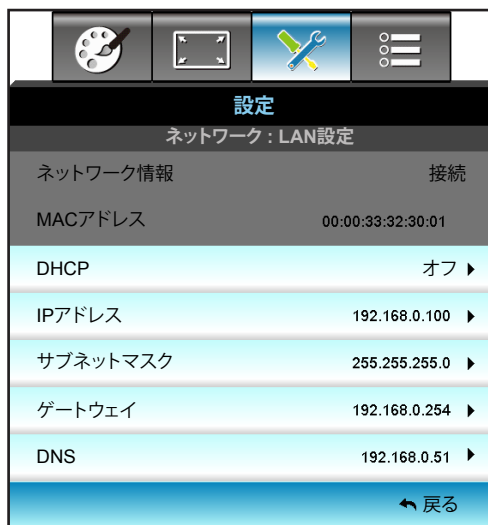 設定
ネットワーク : LAN設定
ネットワーク情報 接続
MACアドレス 00:00:33:32:30:01
DHCP オフ
IPアドレス 192.168.0.100
サブネットマスク 255.255.255.0
ゲートウェイ 192.168.0.254
DNS 192.168.0.51
戻る